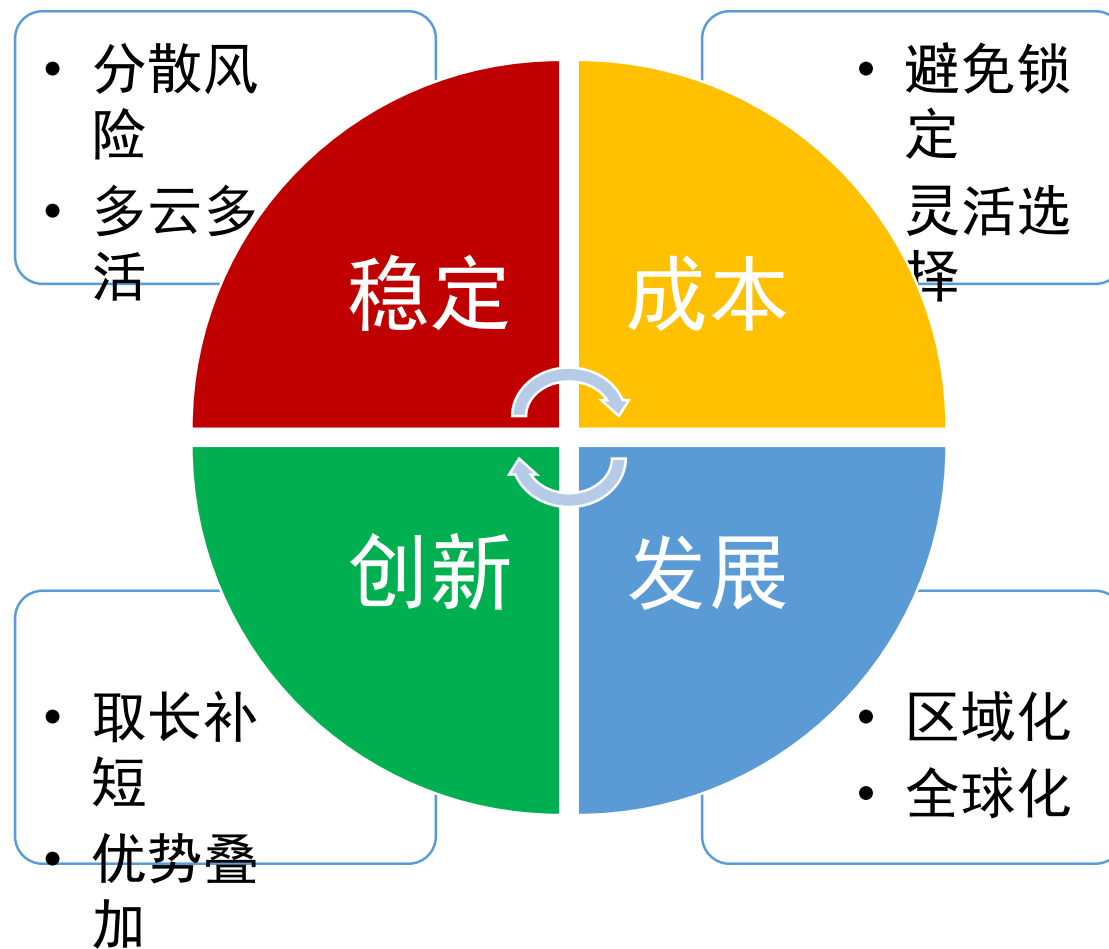 • 分散风
险
• 多云多
活
稳定
• 避免锁
定
灵活选
择
成本
创新
• 取长补
短
• 优势叠
加
发展
• 区域化
• 全球化